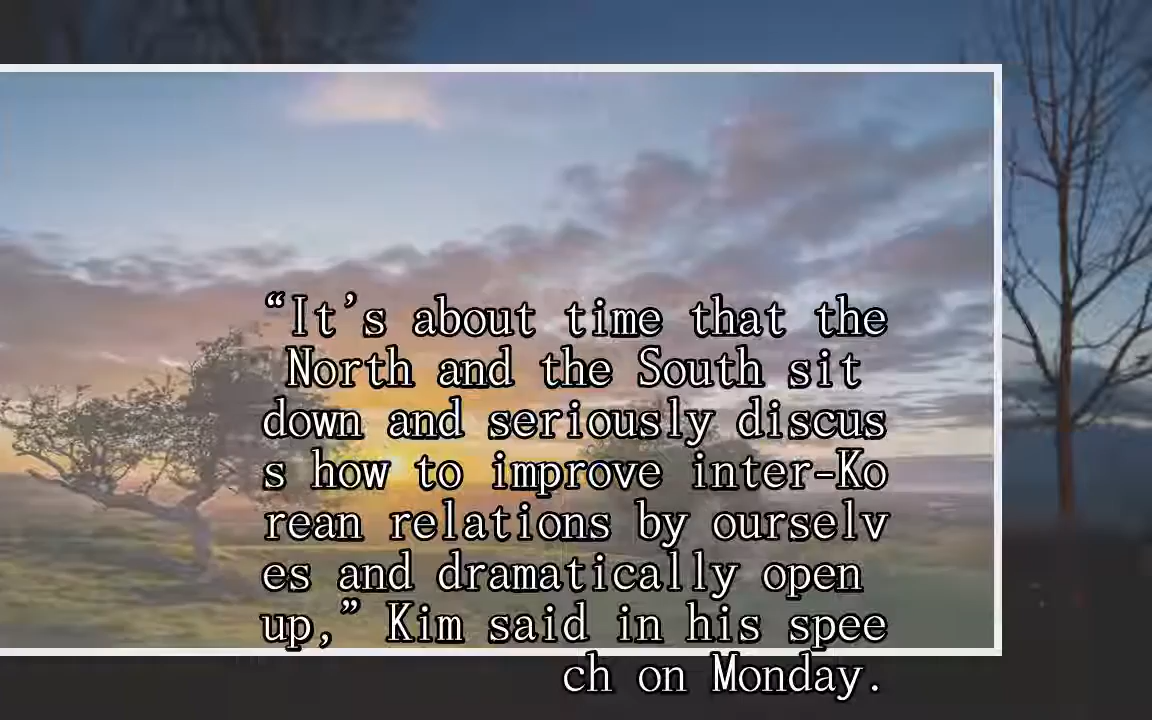 “It’s about time that the
North and the South sit
down and seriously discus
s how to improve inter-Ko
rean relations by ourselv
es and dramatically open
up,” Kim said in his spee
ch on Monday.